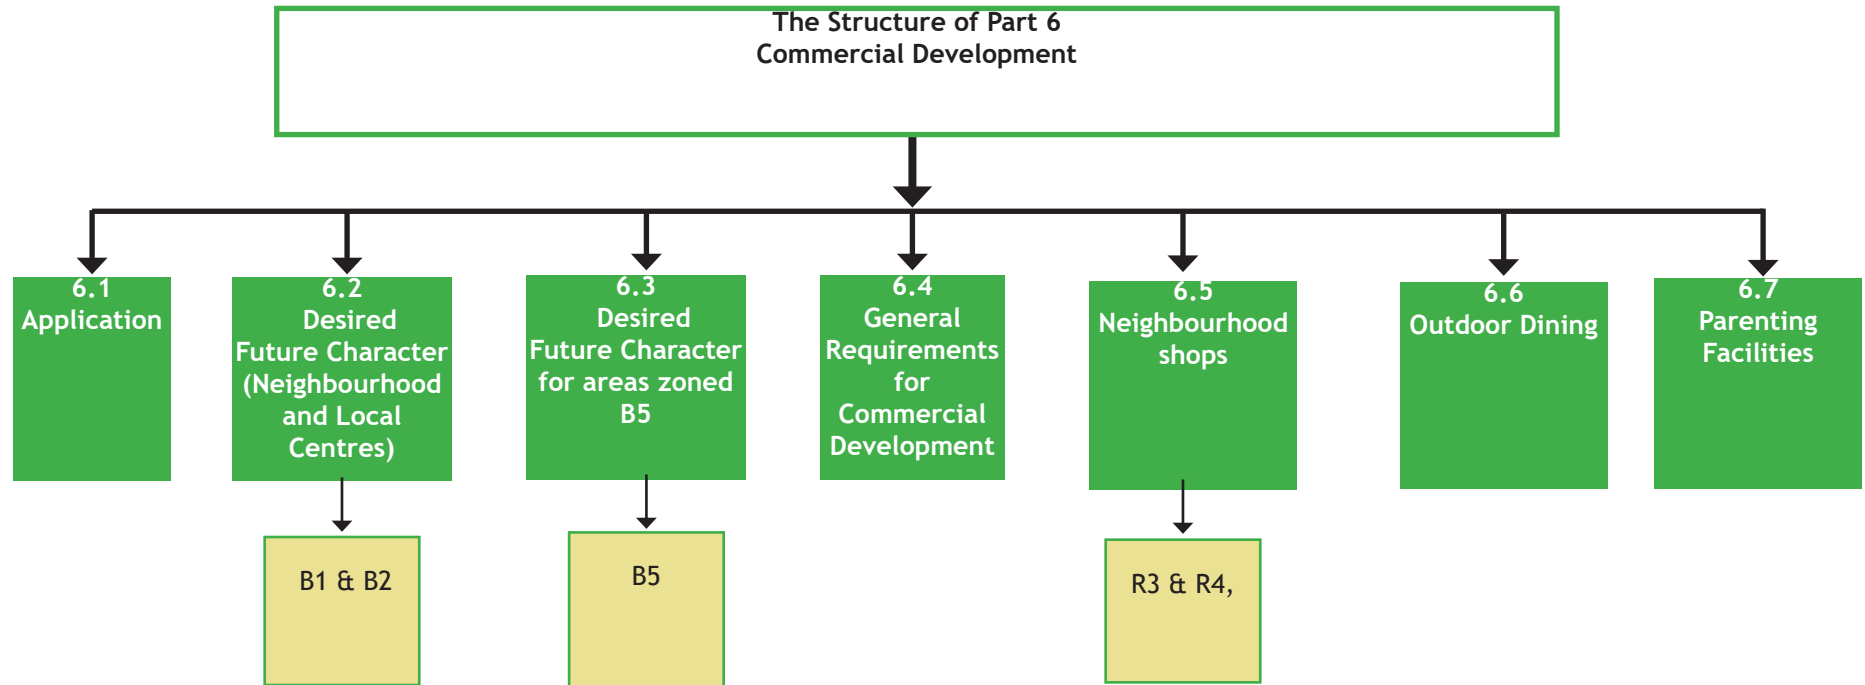 The Structure of Part 6
Commercial Development
6.1
Application
6.2
Desired
Future Character
(Neighbourhood
and Local
Centres)
6.3
Desired
Future Character
for areas zoned
B5
6.4
General
Requirements
for
Commercial
Development
6.5
Neighbourhood
shops
6.6
Outdoor Dining
6.7
Parenting
Facilities
B1 & B2
B5
R3 & R4,